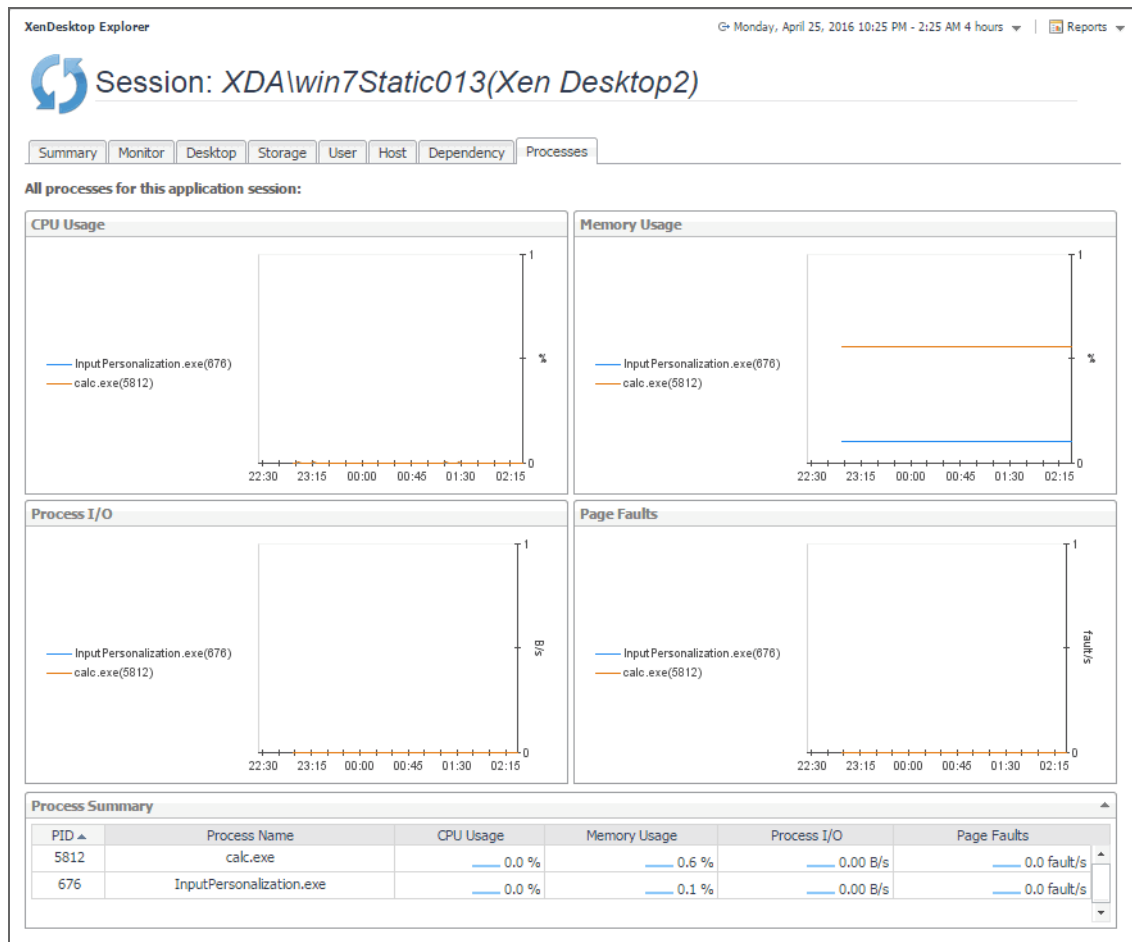 XenDesktop Explorer
Monday, April 25, 2016 10:25 PM - 2:25 AM 4 hours
Reports
Session: XDA\win7Static013(Xen Desktop2)
Summary Monitor Desktop Storage User Host Dependency Processes
All processes for this application session:
CPU Usage
1
%
InputPersonalization.exe(676)
calc.exe(5812)
0
22:30 23:15 00:00 00:45 01:30 02:15
Memory Usage
1
%
InputPersonalization.exe(676)
calc.exe(5812)
0
22:30 23:15 00:00 00:45 01:30 02:15
Process I/O
1
B/s
InputPersonalization.exe(676)
calc.exe(5812)
0
22:30 23:15 00:00 00:45 01:30 02:15
Page Faults
1
fault/s
InputPersonalization.exe(676)
calc.exe(5812)
0
22:30 23:15 00:00 00:45 01:30 02:15
Process Summary
PID Process Name CPU Usage Memory Usage Process I/O Page Faults
5812 calc.exe 0.0 % 0.6 % 0.00 B/s 0.0 fault/s
676 InputPersonalization.exe 0.0 % 0.1 % 0.00 B/s 0.0 fault/s